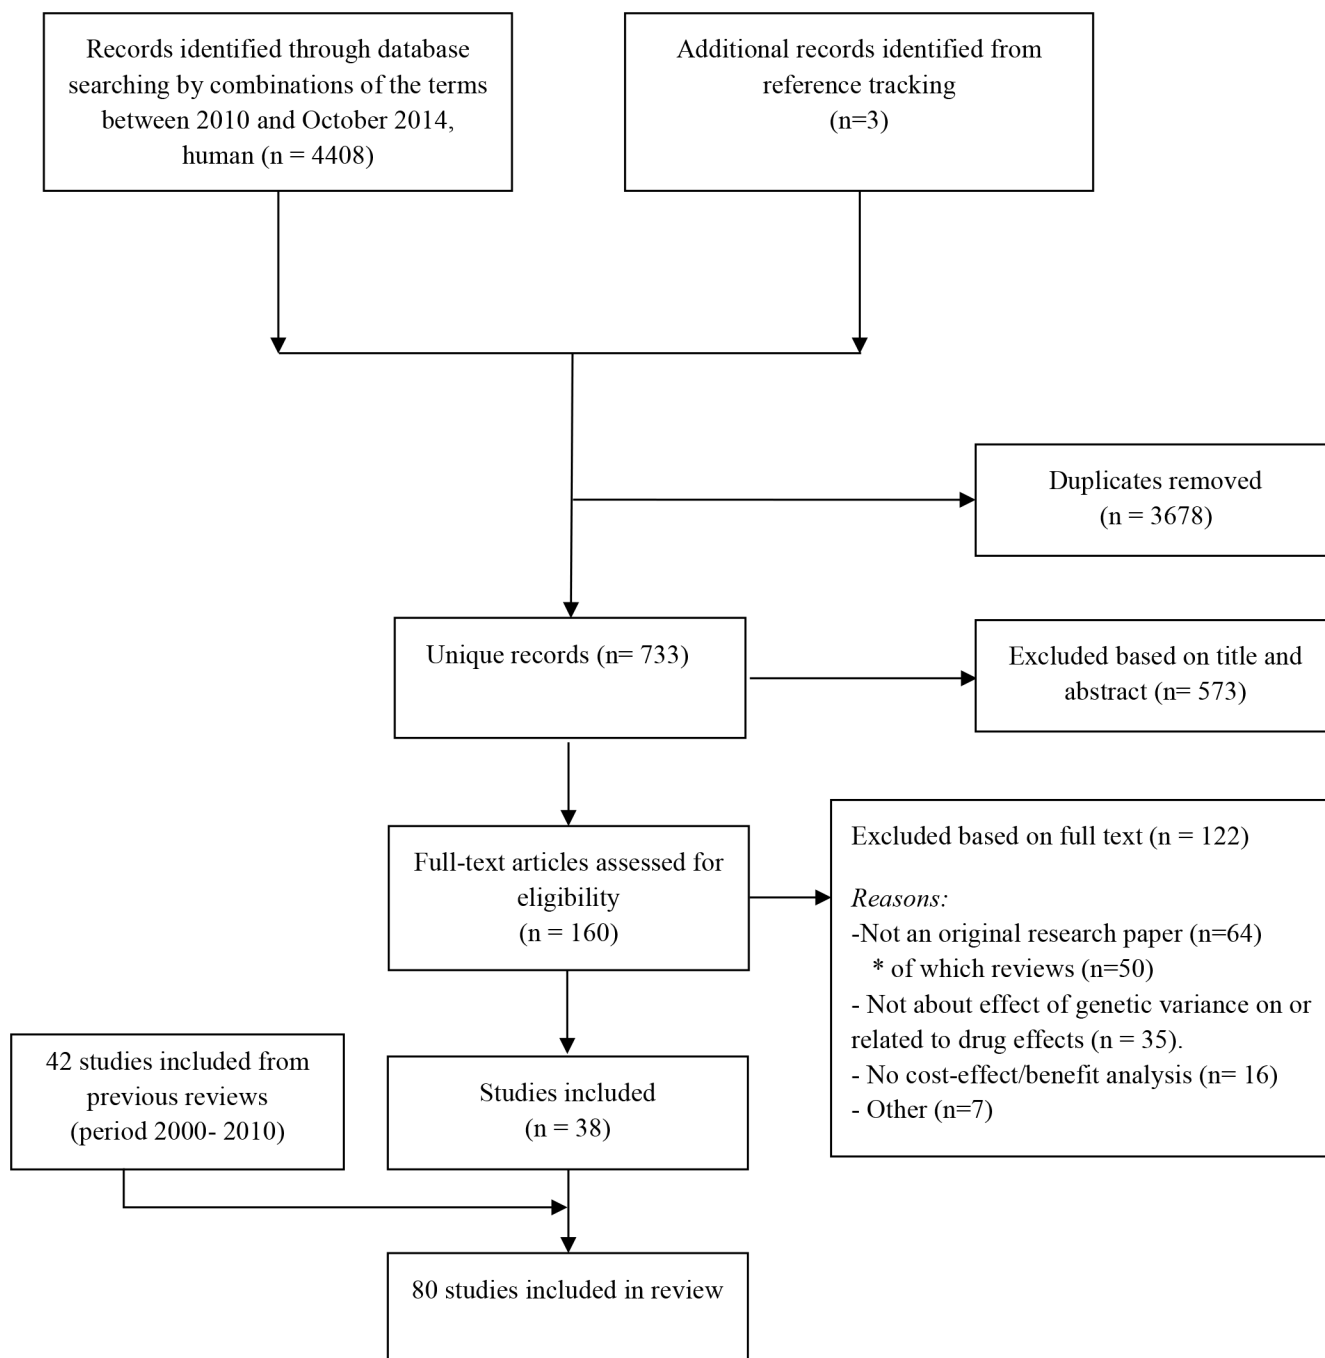 Records identified through database
searching by combinations of the terms
between 2010 and October 2014,
human (n = 4408)
Additional records identified from
reference tracking
(n=3)
Duplicates removed
(n = 3678)
Unique records (n= 733)
Excluded based on title and
abstract (n= 573)
Full-text articles assessed for
eligibility
(n = 160)
Excluded based on full text (n = 122)
Reasons:
-Not an original research paper (n=64)
* of which reviews (n=50)
- Not about effect of genetic variance on or
related to drug effects (n = 35).
- No cost-effect/benefit analysis (n= 16)
- Other (n=7)
42 studies included from
previous reviews
(period 2000- 2010)
Studies included
(n = 38)
80 studies included in review